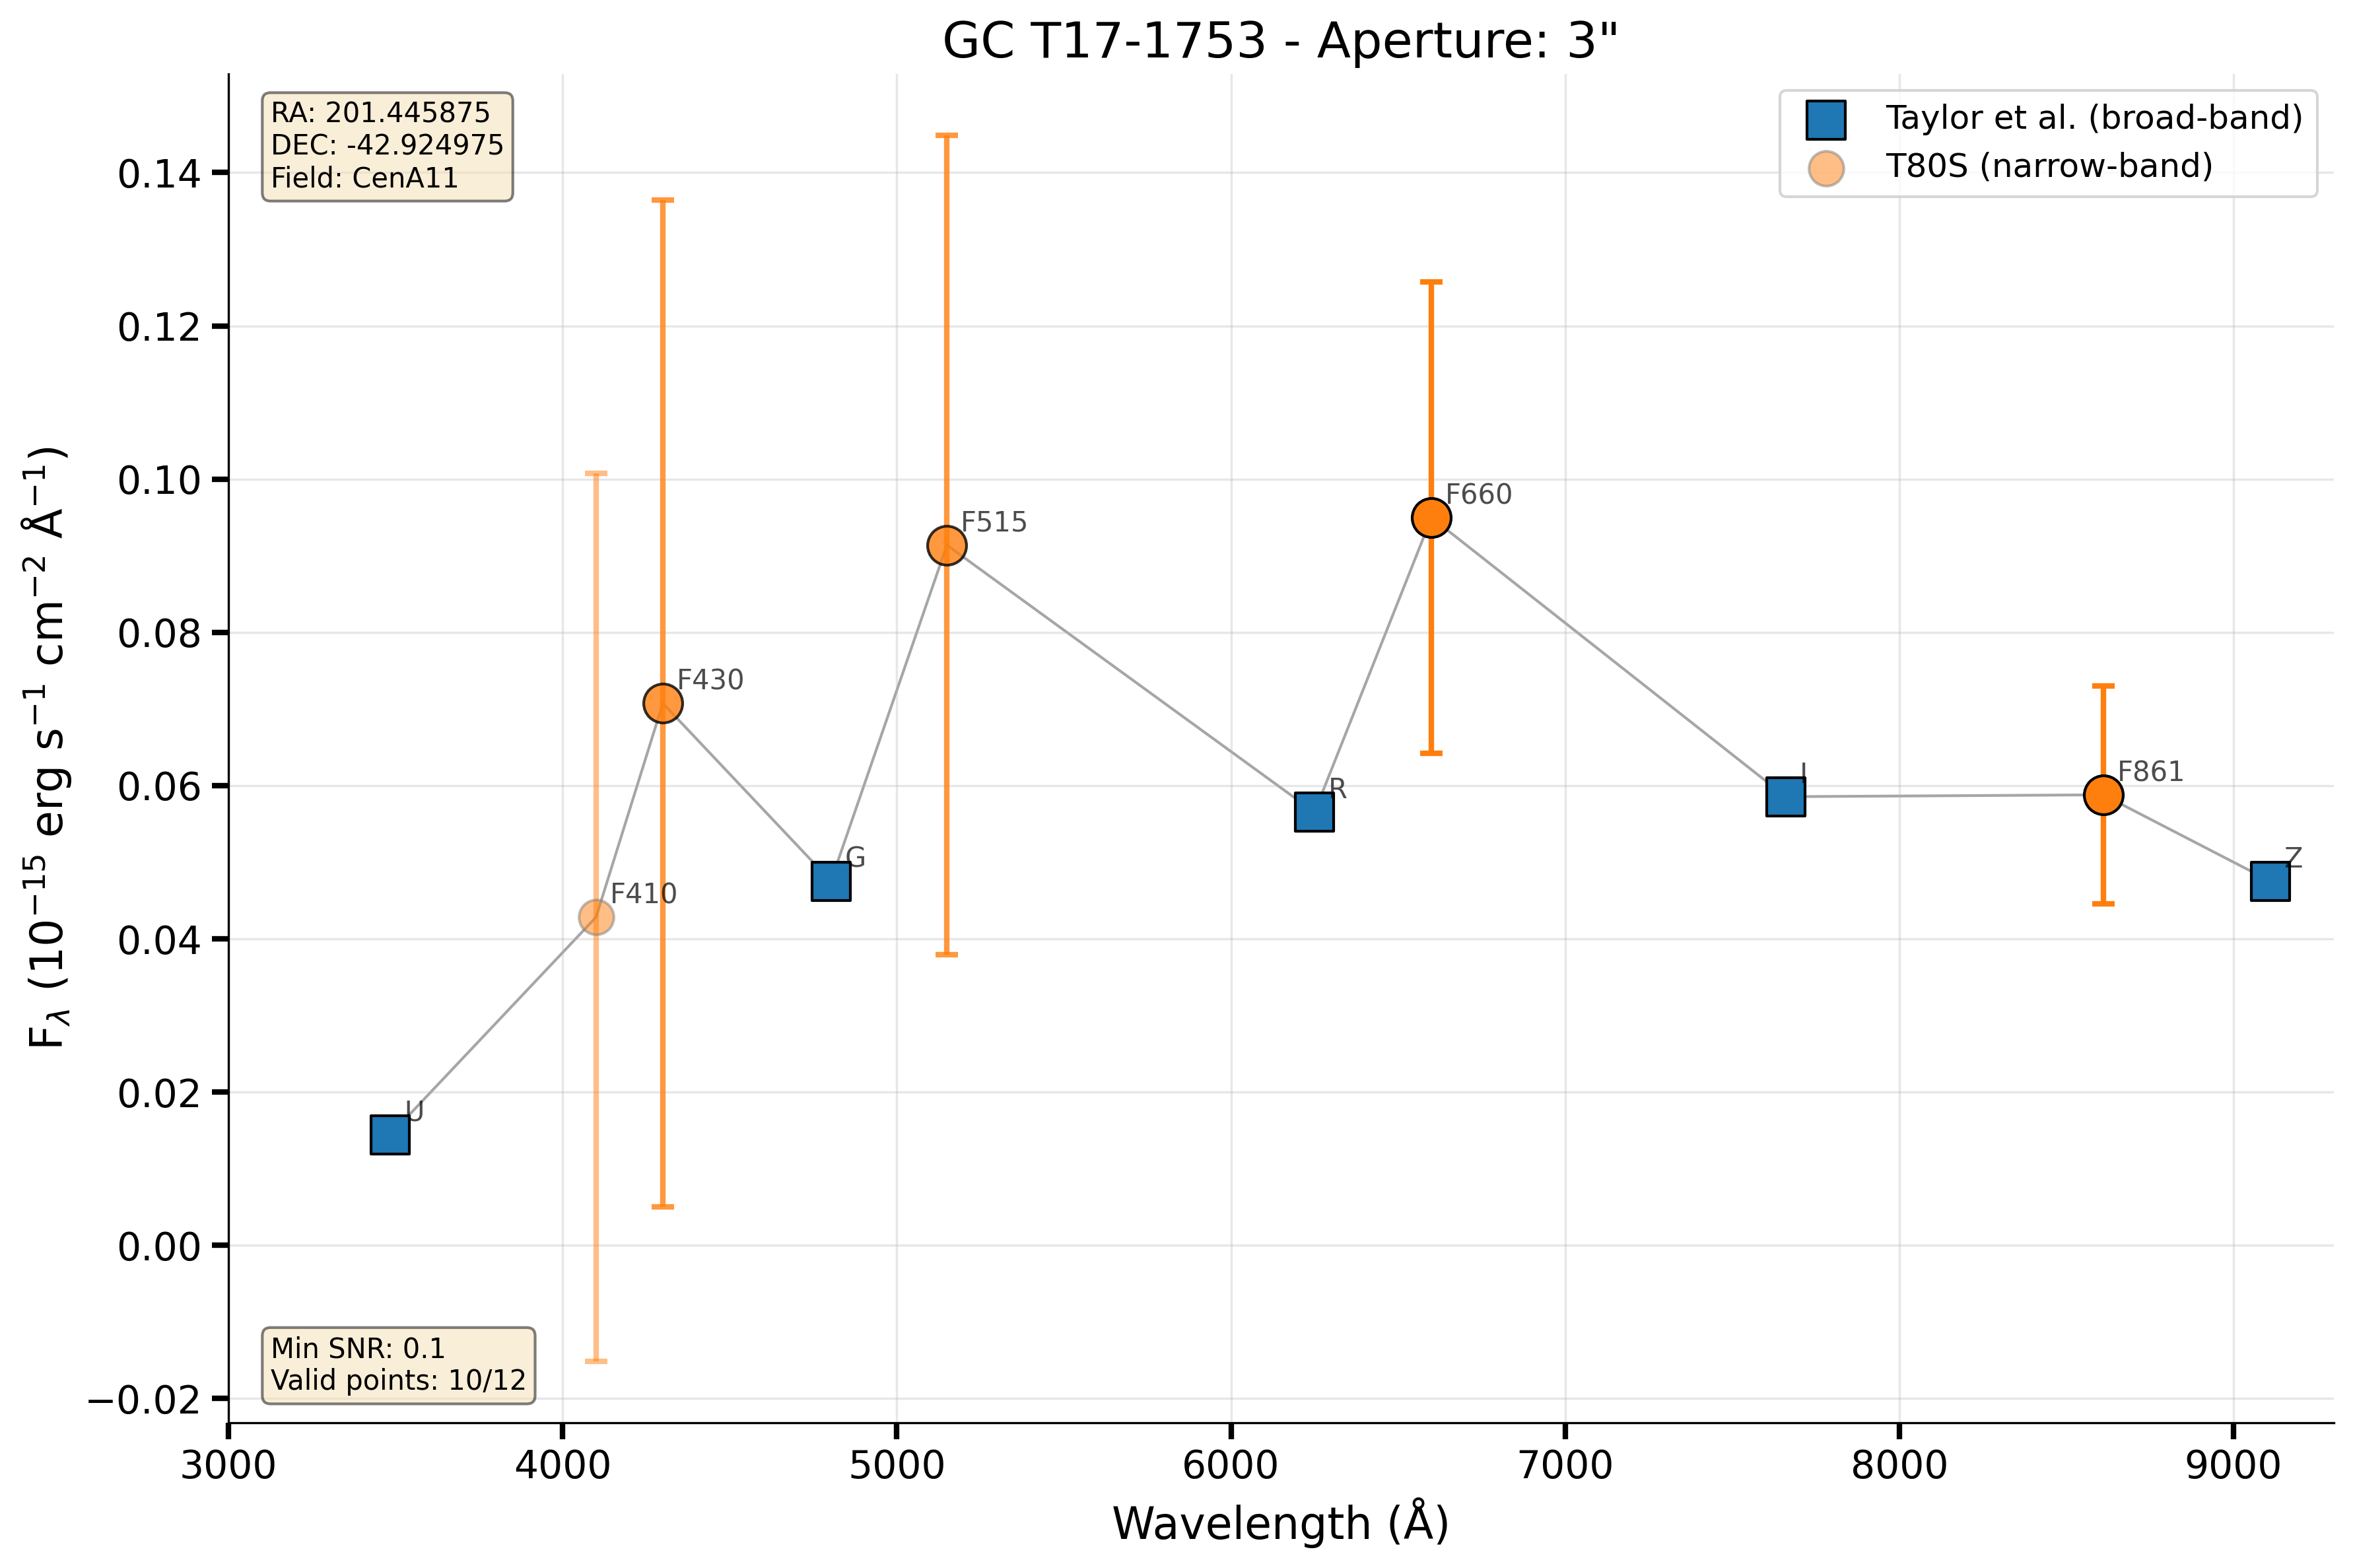 GC T17-1753 - Aperture: 3"
RA: 201.445875
DEC: -42.924975
Field: CenA11
Taylor et al. (broad-band)
T80S (narrow-band)
F_λ (10⁻¹⁵ erg s⁻¹ cm⁻² Å⁻¹)
0.14
0.12
0.10
0.08
0.06
0.04
0.02
0.00
−0.02
U
F410
F430
G
F515
R
F660
I
F861
Z
Min SNR: 0.1
Valid points: 10/12
3000
4000
5000
6000
7000
8000
9000
Wavelength (Å)